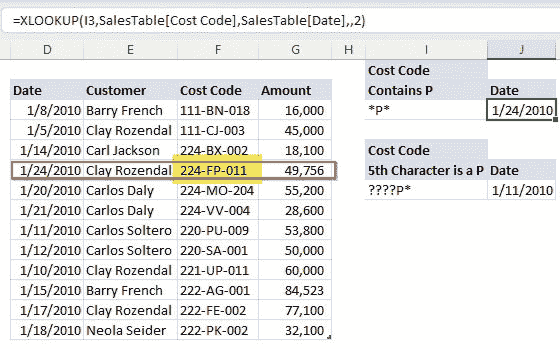 =XLOOKUP(I3,SalesTable[Cost Code],SalesTable[Date],,2)
D E F G H I J
Cost Code
Date Customer Cost Code Amount Contains P Date
1/8/2010 Barry French 111-BN-018 16,000 *P* 1/24/2010
1/5/2010 Clay Rozendal 111-CJ-003 45,000
1/14/2010 Carl Jackson 224-BX-002 18,100 Cost Code
1/24/2010 Clay Rozendal 224-FP-011 49,756 5th Character is a P Date
1/20/2010 Carlos Daly 224-MO-204 55,200 ????P* 1/11/2010
1/21/2010 Carlos Daly 224-VV-004 28,600
1/11/2010 Carlos Soltero 220-PU-009 53,800
1/12/2010 Carlos Soltero 220-SA-001 50,000
1/10/2010 Clay Rozendal 221-UP-011 60,000
1/15/2010 Barry French 222-AG-001 84,523
1/17/2010 Clay Rozendal 222-FE-002 77,100
1/18/2010 Neola Seider 222-PK-002 32,100